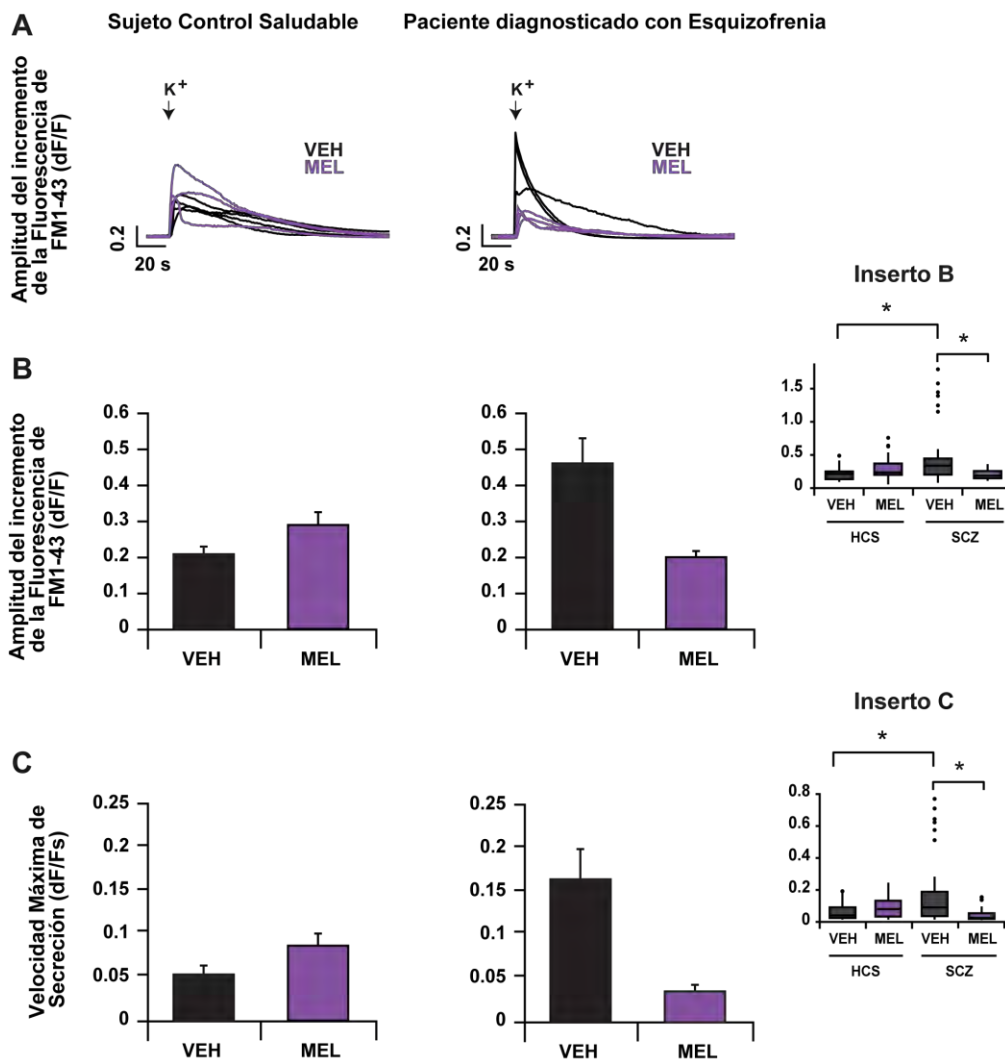 A
Sujeto Control Saludable
Paciente diagnosticado con Esquizofrenia
Amplitud del incremento
de la Fluorescencia de
FM1-43 (dF/F)
K+
VEH
MEL
0.2
20 s
K+
VEH
MEL
0.2
20 s
B
Amplitud del incremento
de la Fluorescencia de
FM1-43 (dF/F)
0.6
0.5
0.4
0.3
0.2
0.1
0
VEH MEL
0.6
0.5
0.4
0.3
0.2
0.1
0
VEH MEL
Inserto B
*
*
1.5
1.0
0.5
0
VEH MEL VEH MEL
HCS SCZ
C
Velocidad Máxima de
Secreción (dF/Fs)
0.25
0.2
0.15
0.1
0.05
0
VEH MEL
0.25
0.2
0.15
0.1
0.05
0
VEH MEL
Inserto C
*
*
0.8
0.6
0.4
0.2
0
VEH MEL VEH MEL
HCS SCZ